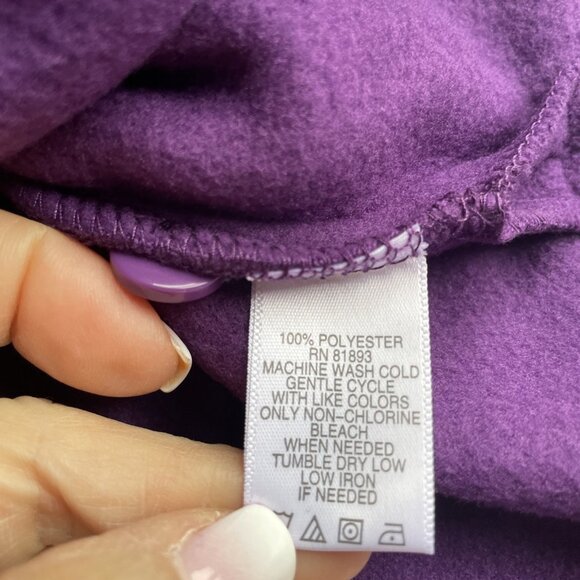 100% POLYESTER
RN 81893
MACHINE WASH COLD
GENTLE CYCLE
WITH LIKE COLORS
ONLY NON-CHLORINE
BLEACH
WHEN NEEDED
TUMBLE DRY LOW
LOW IRON
IF NEEDED